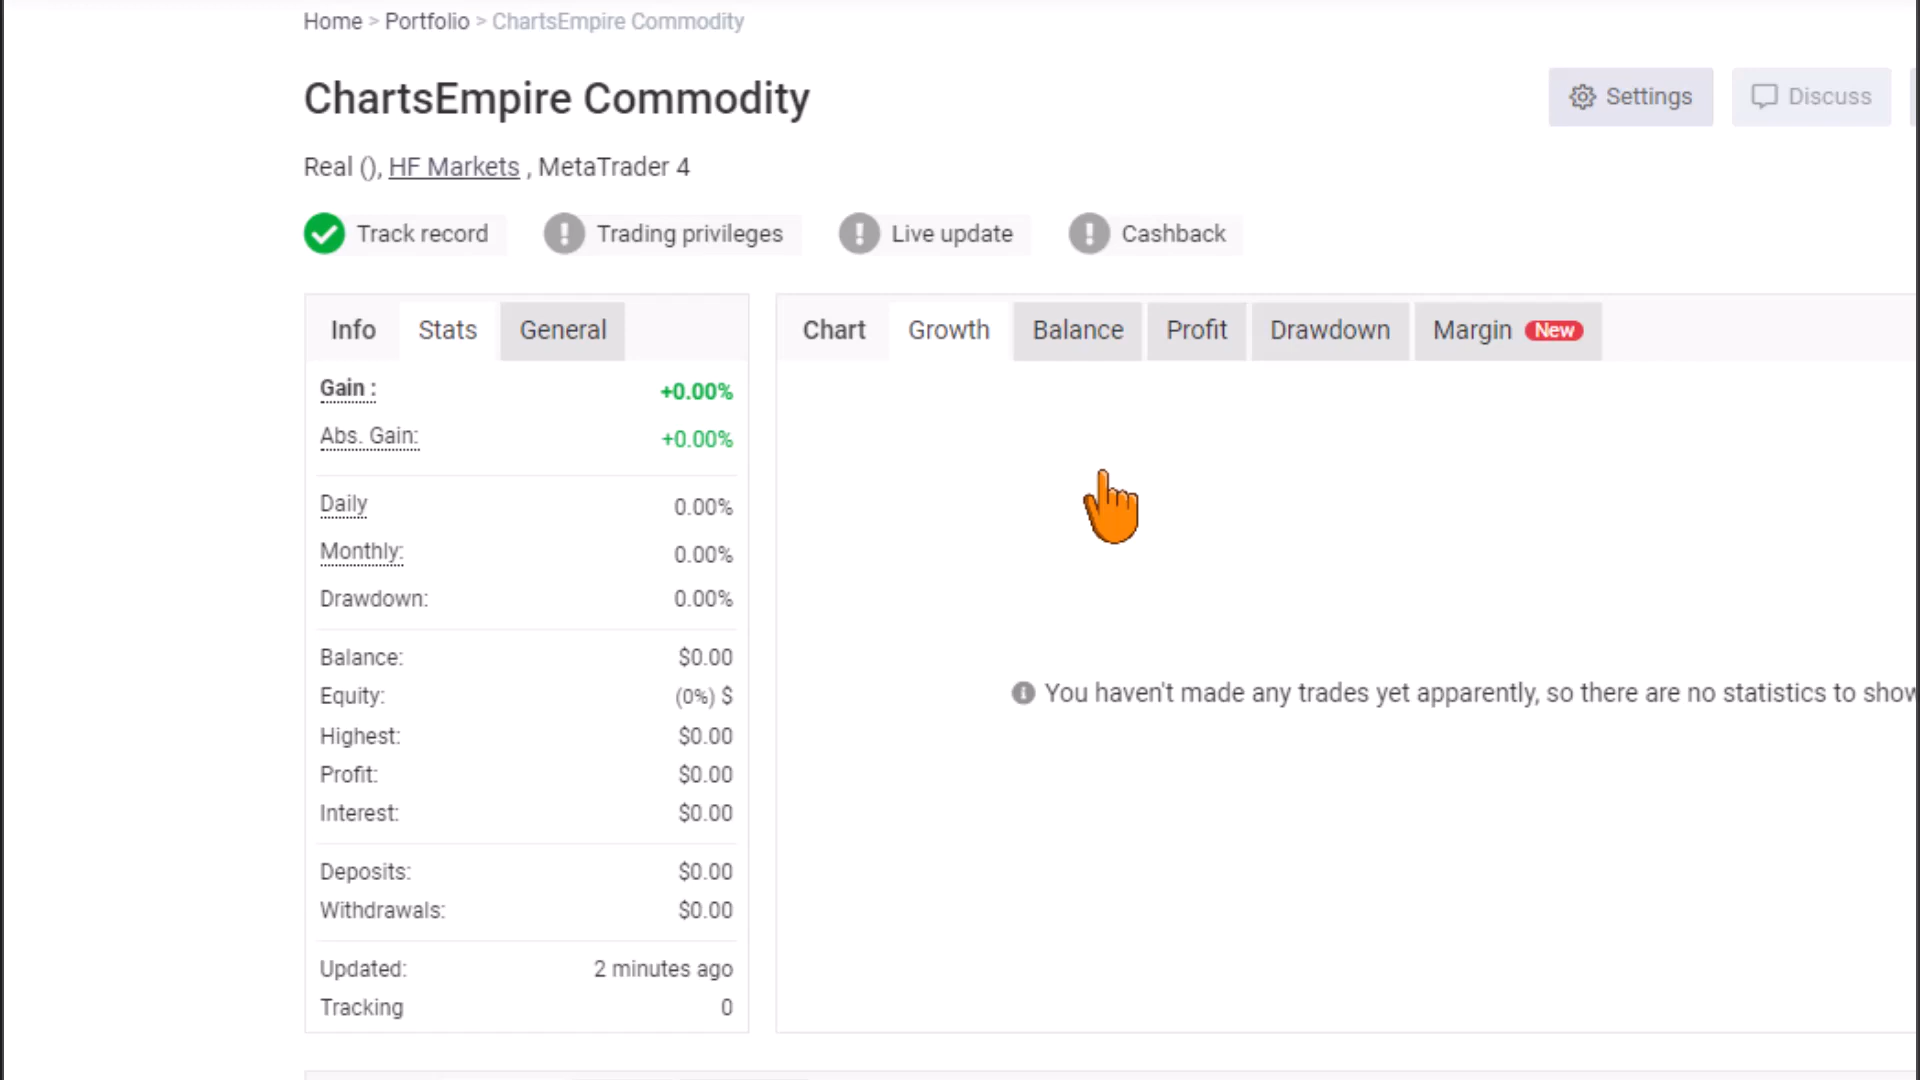 Home > Portfolio > ChartsEmpire Commodity
ChartsEmpire Commodity
Settings
Discuss
Real (), HF Markets , MetaTrader 4
Track record
Trading privileges
Live update
Cashback
Info
Stats
General
Chart
Growth
Balance
Profit
Drawdown
Margin New
Gain : +0.00%
Abs. Gain: +0.00%
Daily 0.00%
Monthly: 0.00%
Drawdown: 0.00%
Balance: $0.00
Equity: (0%) $
Highest: $0.00
Profit: $0.00
Interest: $0.00
Deposits: $0.00
Withdrawals: $0.00
Updated: 2 minutes ago
Tracking 0
You haven't made any trades yet apparently, so there are no statistics to show